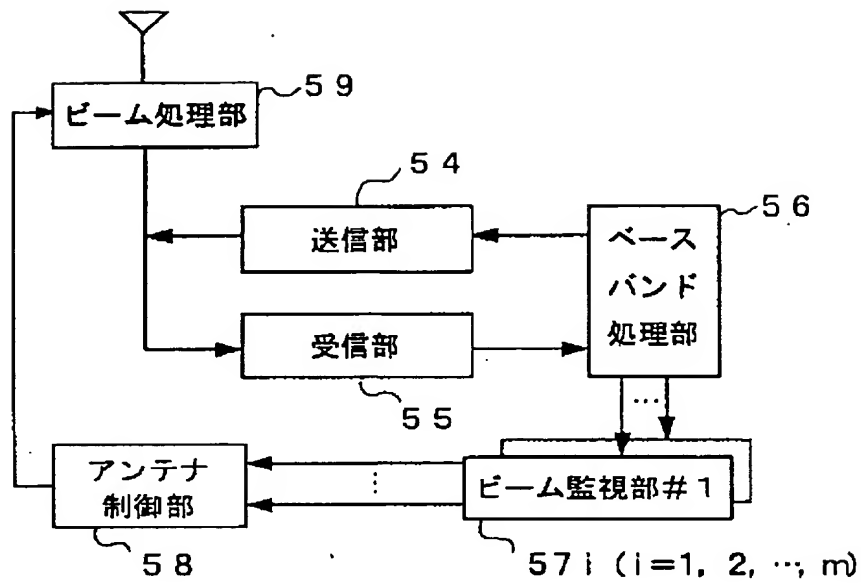 59
ビーム処理部
54
送信部
56
ベース
バンド
処理部
受信部
55
…
アンテナ
制御部
58
…
ビーム監視部#1
57i (i=1, 2, …, m)